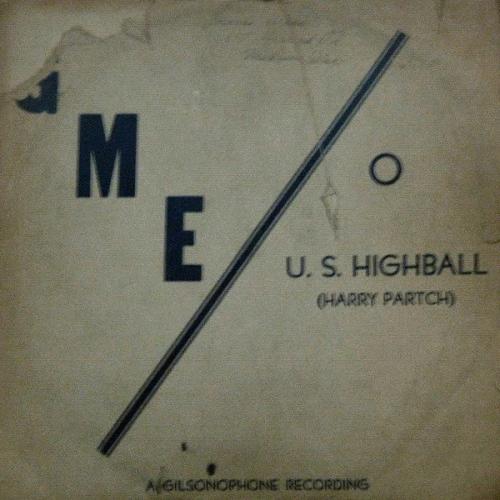 G
M
E
O
U. S. HIGHBALL
(HARRY PARTCH)
A GILSONOPHONE RECORDING